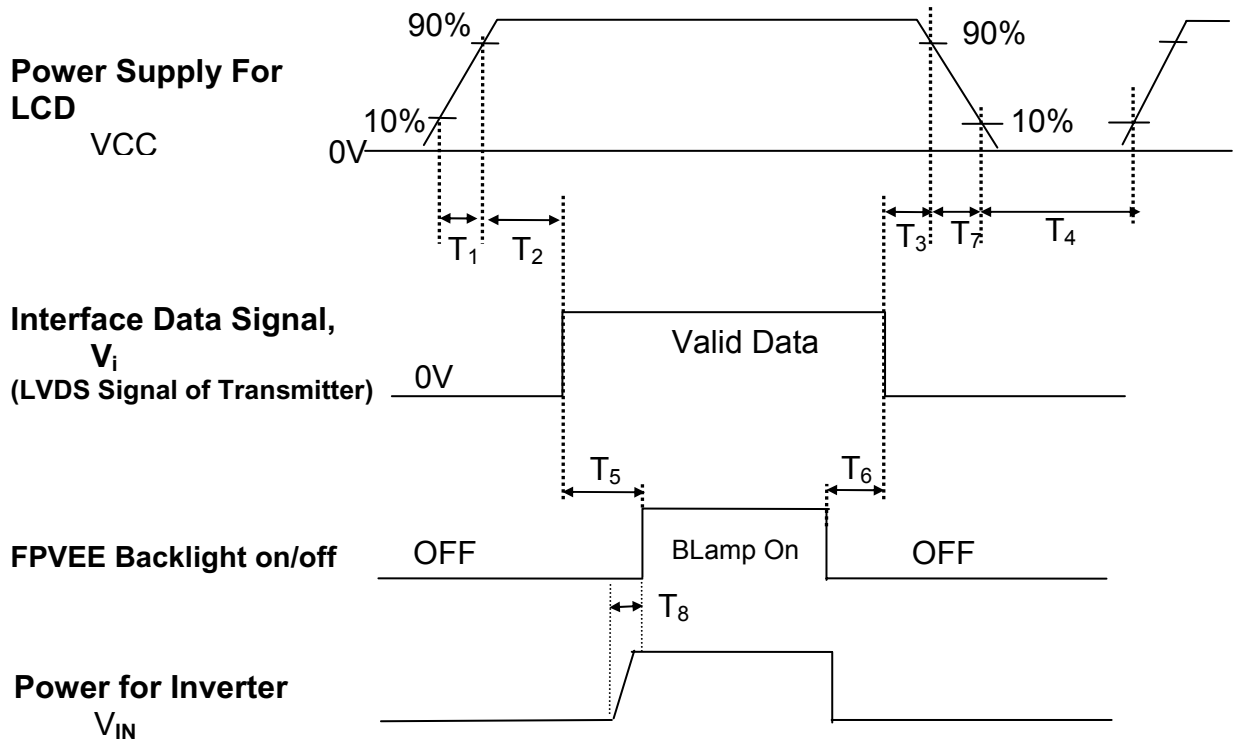 90%
90%
Power Supply For
LCD
10%
10%
VCC
0V
T1
T2
T3
T7
T4
Interface Data Signal,
Vi
(LVDS Signal of Transmitter)
0V
Valid Data
T5
T6
FPVEE Backlight on/off
OFF
BLamp On
OFF
T8
Power for Inverter
VIN